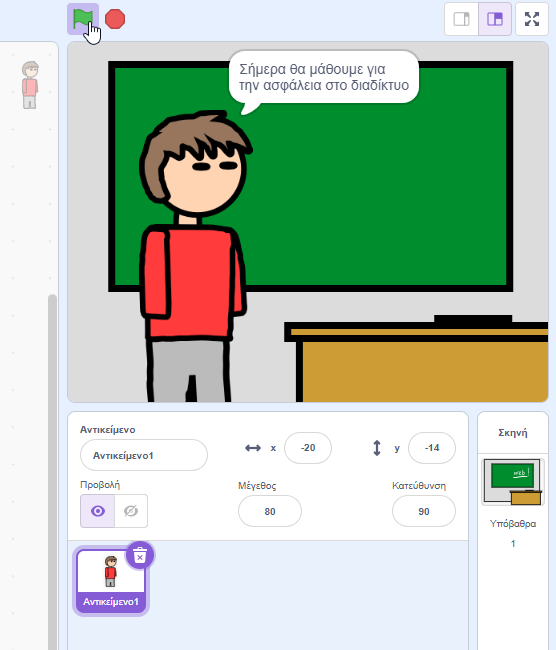 Σήμερα θα μάθουμε για
την ασφάλεια στο διαδίκτυο
Αντικείμενο
Αντικείμενο1
x
-20
y
-14
Προβολή
Μέγεθος
80
Κατεύθυνση
90
Αντικείμενο1
Σκηνή
Υπόβαθρα
1